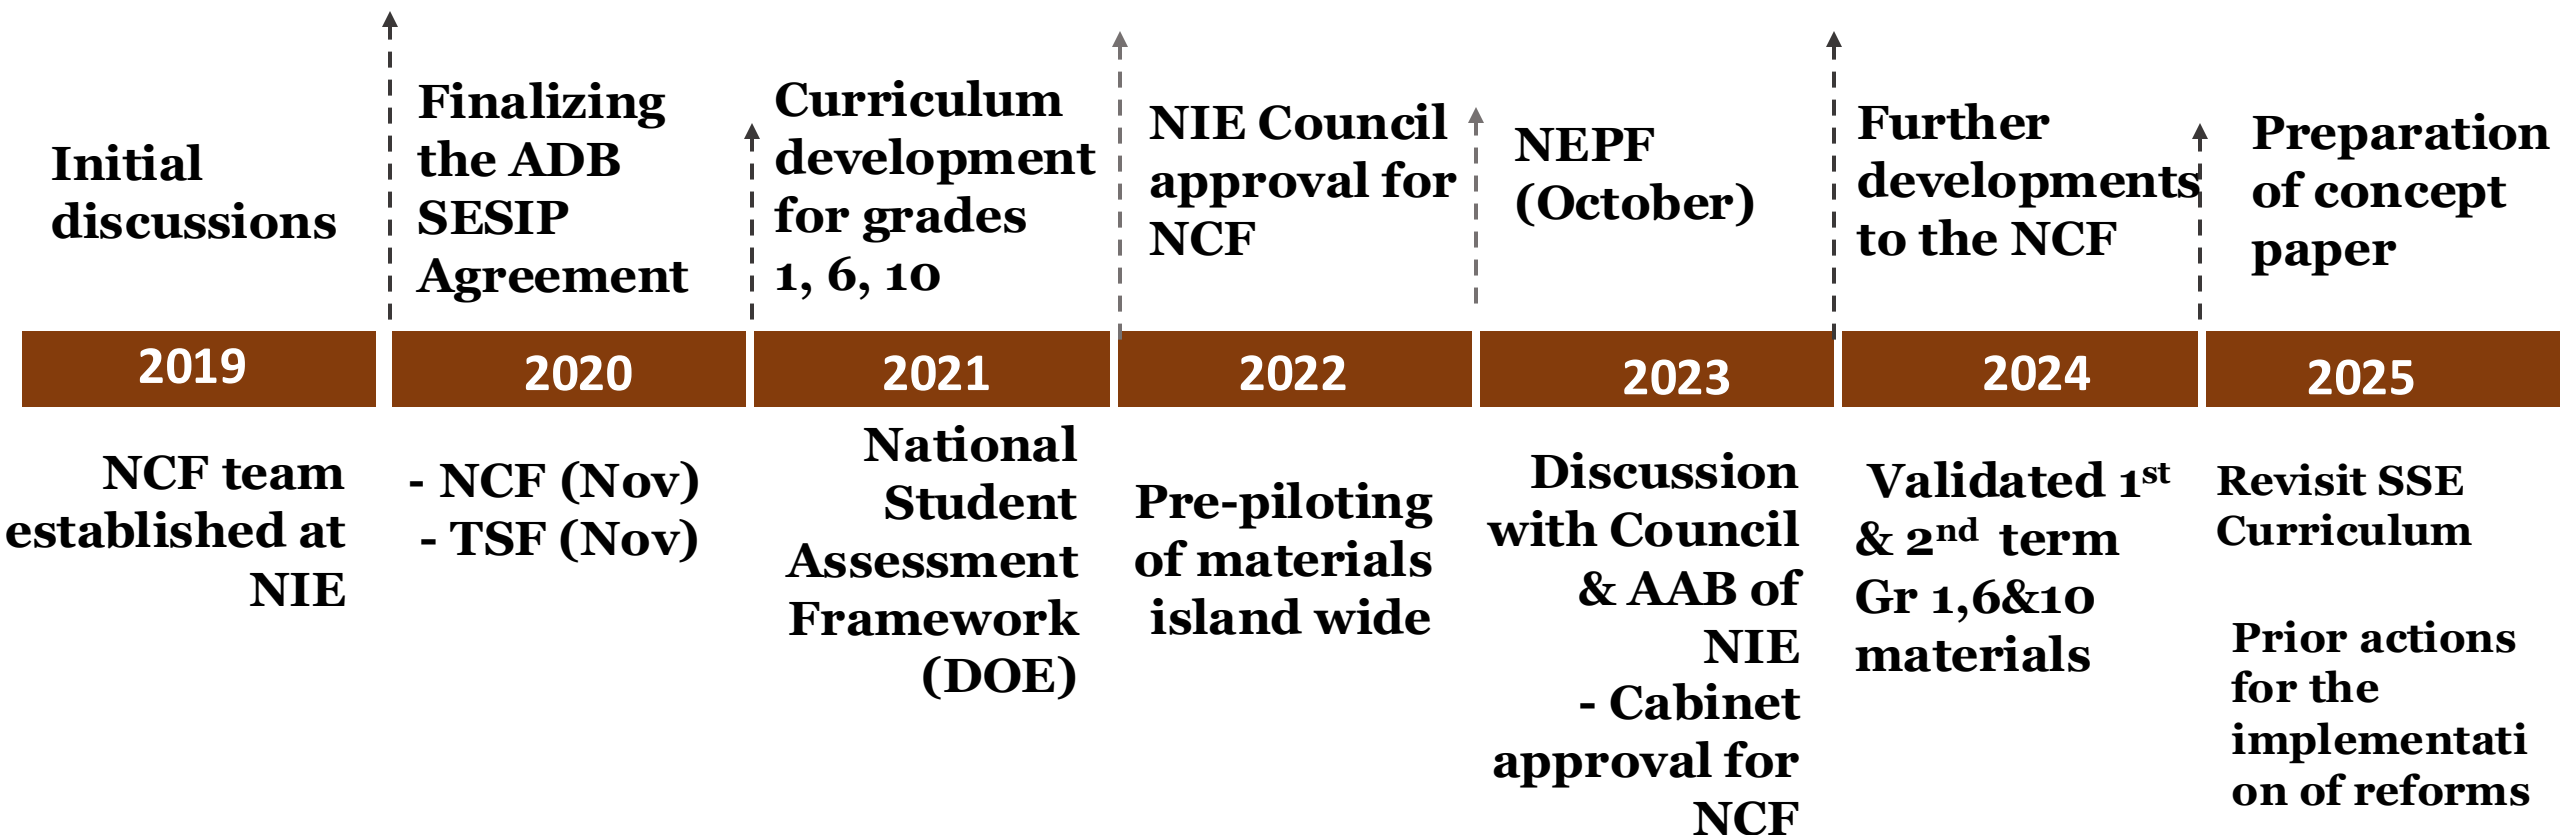 Initial
discussions
Finalizing
the ADB
SESIP
Agreement
Curriculum
development
for grades
1, 6, 10
NIE Council
approval for
NCF
NEPF
(October)
Further
developments
to the NCF
Preparation
of concept
paper
2019
2020
2021
2022
2023
2024
2025
NCF team
established at
NIE
- NCF (Nov)
- TSF (Nov)
National
Student
Assessment
Framework
(DOE)
Pre-piloting
of materials
island wide
Discussion
with Council
& AAB of
NIE
- Cabinet
approval for
NCF
Validated 1st
& 2nd term
Gr 1,6&10
materials
Revisit SSE
Curriculum
Prior actions
for the
implementati
on of reforms